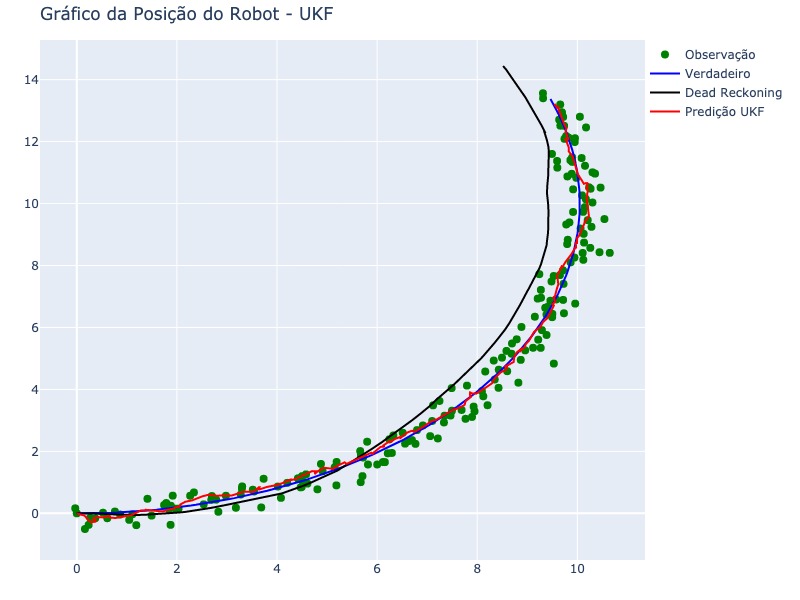 Gráfico da Posição do Robot - UKF
Observação
Verdadeiro
Dead Reckoning
Predição UKF
14
12
10
8
6
4
2
0
0 2 4 6 8 10